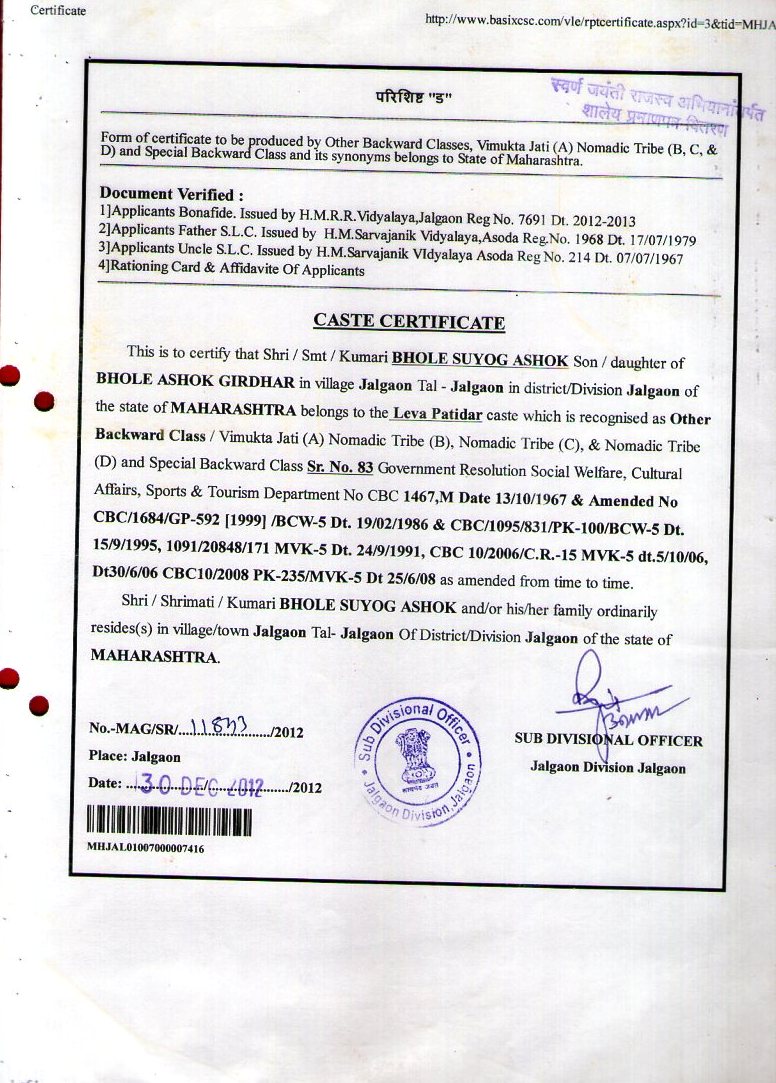 Certificate
http://www.basixcsc.com/vle/rptcertificate.aspx?id=3&tid=MHJA
परिशिष्ट "ड"
स्वर्ण जयंती राजस्व अभियानांतर्गत
शालेय प्रमाणपत्र वितरण
Form of certificate to be produced by Other Backward Classes, Vimukta Jati (A) Nomadic Tribe (B, C, &
D) and Special Backward Class and its synonyms belongs to State of Maharashtra.
Document Verified :
1]Applicants Bonafide. Issued by H.M.R.R.Vidyalaya,Jalgaon Reg No. 7691 Dt. 2012-2013
2]Applicants Father S.L.C. Issued by H.M.Sarvajanik Vidyalaya,Asoda Reg.No. 1968 Dt. 17/07/1979
3]Applicants Uncle S.L.C. Issued by H.M.Sarvajanik VIdyalaya Asoda Reg No. 214 Dt. 07/07/1967
4]Rationing Card & Affidavite Of Applicants
CASTE CERTIFICATE
This is to certify that Shri / Smt / Kumari BHOLE SUYOG ASHOK Son / daughter of
BHOLE ASHOK GIRDHAR in village Jalgaon Tal - Jalgaon in district/Division Jalgaon of
the state of MAHARASHTRA belongs to the Leva Patidar caste which is recognised as Other
Backward Class / Vimukta Jati (A) Nomadic Tribe (B), Nomadic Tribe (C), & Nomadic Tribe
(D) and Special Backward Class Sr. No. 83 Government Resolution Social Welfare, Cultural
Affairs, Sports & Tourism Department No CBC 1467,M Date 13/10/1967 & Amended No
CBC/1684/GP-592 [1999] /BCW-5 Dt. 19/02/1986 & CBC/1095/831/PK-100/BCW-5 Dt.
15/9/1995, 1091/20848/171 MVK-5 Dt. 24/9/1991, CBC 10/2006/C.R.-15 MVK-5 dt.5/10/06,
Dt30/6/06 CBC10/2008 PK-235/MVK-5 Dt 25/6/08 as amended from time to time.
Shri / Shrimati / Kumari BHOLE SUYOG ASHOK and/or his/her family ordinarily
resides(s) in village/town Jalgaon Tal- Jalgaon Of District/Division Jalgaon of the state of
MAHARASHTRA.
No.-MAG/SR/.................../2012
Place: Jalgaon
Date: ..................../..................../2012
30 DEC 2012
MHJAL01007000007416
Sub Divisional Officer
सत्यमेव जयते
Jalgaon Division, Jalgaon
SUB DIVISIONAL OFFICER
Jalgaon Division Jalgaon